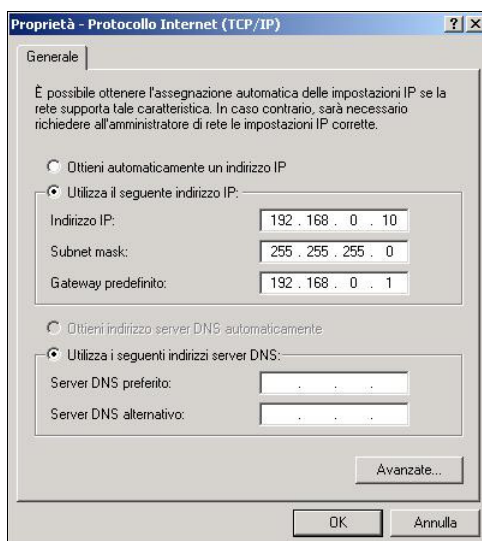 Proprietà - Protocollo Internet (TCP/IP)
Generale
È possibile ottenere l'assegnazione automatica delle impostazioni IP se la
rete supporta tale caratteristica. In caso contrario, sarà necessario
richiedere all'amministratore di rete le impostazioni IP corrette.
Ottieni automaticamente un indirizzo IP
Utilizza il seguente indirizzo IP:
Indirizzo IP: 192 . 168 . 0 . 10
Subnet mask: 255 . 255 . 255 . 0
Gateway predefinito: 192 . 168 . 0 . 1
Ottieni indirizzo server DNS automaticamente
Utilizza i seguenti indirizzi server DNS:
Server DNS preferito: . . .
Server DNS alternativo: . . .
Avanzate...
OK Annulla